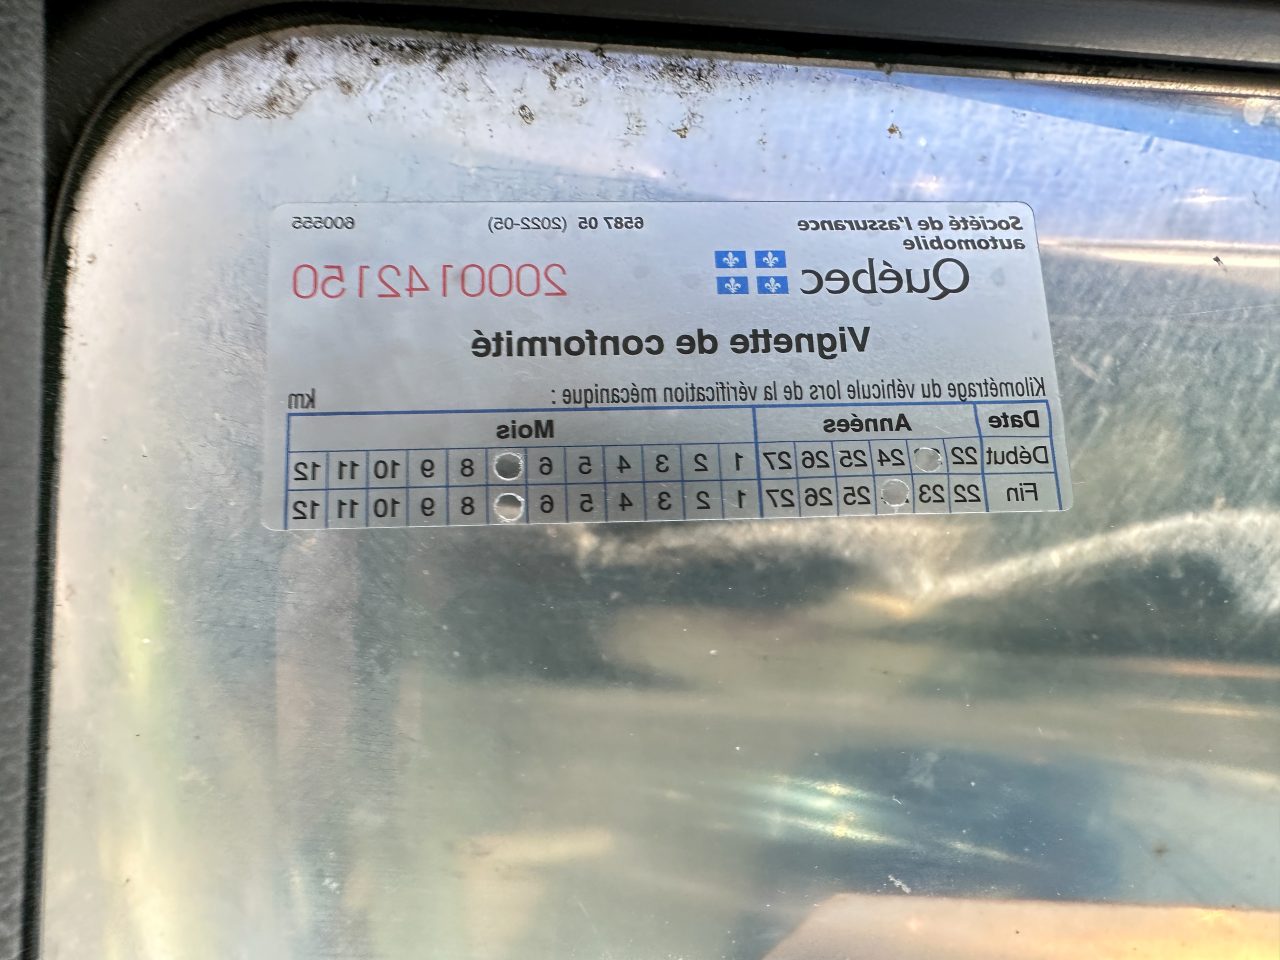 Société de l'assurance automobile
Québec
6587 05 (2022-05)
600555
2000142150
Vignette de conformité
Kilométrage du véhicule lors de la vérification mécanique : km
Date Années Mois
Début 22 24 25 26 27 1 2 3 4 5 6 8 9 10 11 12
Fin 22 23 25 26 27 1 2 3 4 5 6 8 9 10 11 12